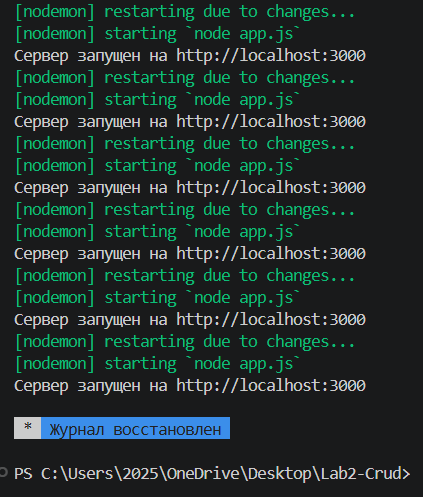 [nodemon] restarting due to changes...
[nodemon] starting `node app.js`
Сервер запущен на http://localhost:3000
[nodemon] restarting due to changes...
[nodemon] starting `node app.js`
Сервер запущен на http://localhost:3000
[nodemon] restarting due to changes...
[nodemon] starting `node app.js`
Сервер запущен на http://localhost:3000
[nodemon] restarting due to changes...
[nodemon] starting `node app.js`
Сервер запущен на http://localhost:3000
[nodemon] restarting due to changes...
[nodemon] starting `node app.js`
Сервер запущен на http://localhost:3000
[nodemon] restarting due to changes...
[nodemon] starting `node app.js`
Сервер запущен на http://localhost:3000
* Журнал восстановлен
PS C:\Users\2025\OneDrive\Desktop\Lab2-Crud>